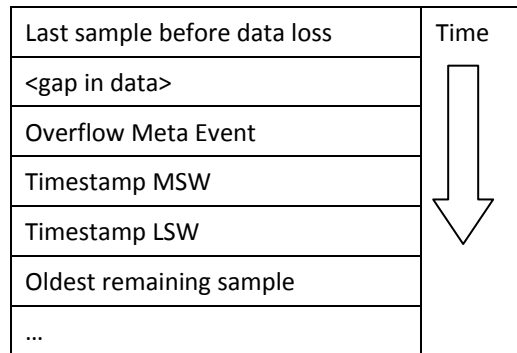 Last sample before data loss
Time
<gap in data>
Overflow Meta Event
Timestamp MSW
Timestamp LSW
Oldest remaining sample
…